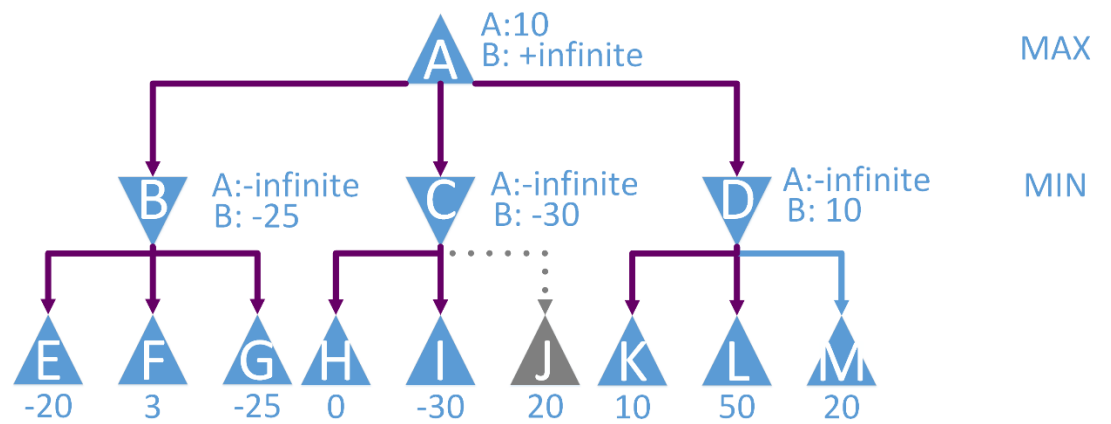 A
A:10
B: +infinite
MAX
B
A:-infinite
B: -25
C
A:-infinite
B: -30
D
A:-infinite
B: 10
MIN
E
F
G
H
I
J
K
L
M
-20
3
-25
0
-30
20
10
50
20